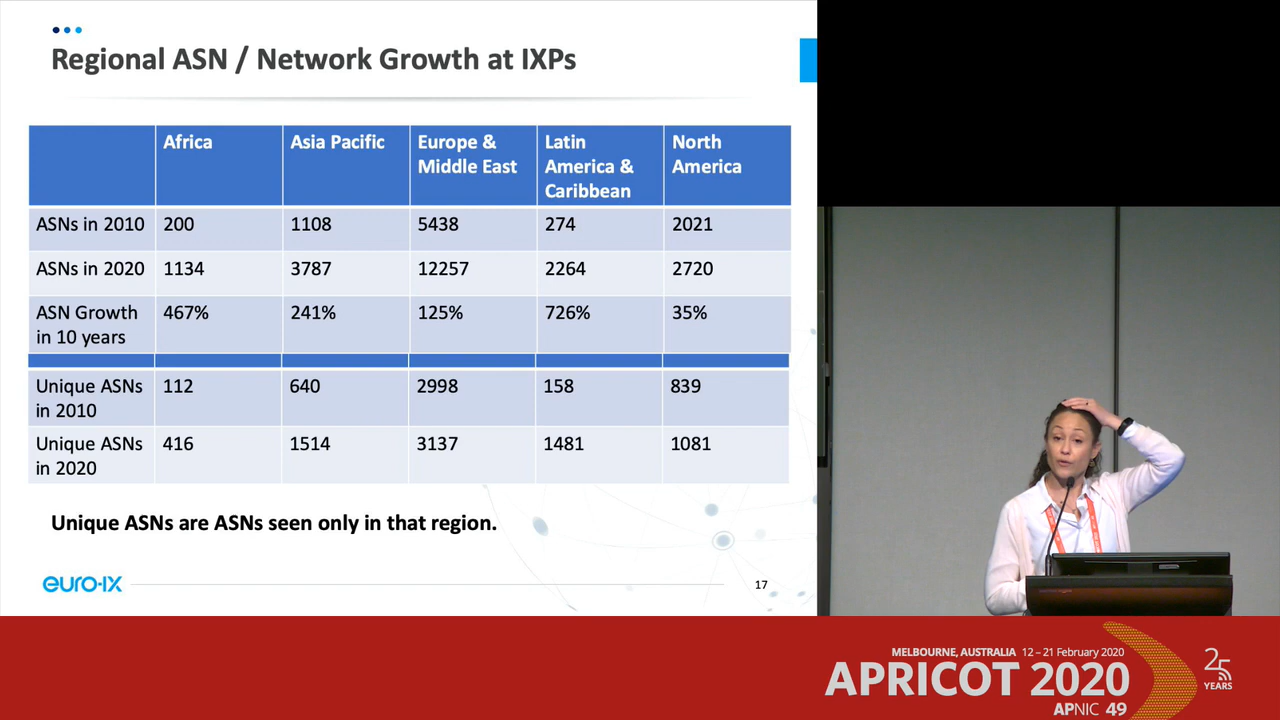 Regional ASN / Network Growth at IXPs
Africa
Asia Pacific
Europe &
Middle East
Latin
America &
Caribbean
North
America
ASNs in 2010 200 1108 5438 274 2021
ASNs in 2020 1134 3787 12257 2264 2720
ASN Growth
in 10 years
467% 241% 125% 726% 35%
Unique ASNs
in 2010
112 640 2998 158 839
Unique ASNs
in 2020
416 1514 3137 1481 1081
Unique ASNs are ASNs seen only in that region.
euro-ix
17
MELBOURNE, AUSTRALIA 12 – 21 February 2020
APRICOT 2020
APNIC 49
25
YEARS